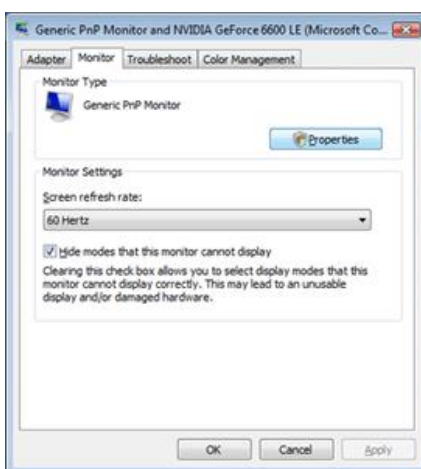 Generic PnP Monitor and NVIDIA GeForce 6600 LE (Microsoft Co...
Adapter Monitor Troubleshoot Color Management
Monitor Type
Generic PnP Monitor
Properties
Monitor Settings
Screen refresh rate:
60 Hertz
Hide modes that this monitor cannot display
Clearing this check box allows you to select display modes that this
monitor cannot display correctly. This may lead to an unusable
display and/or damaged hardware.
OK Cancel Apply